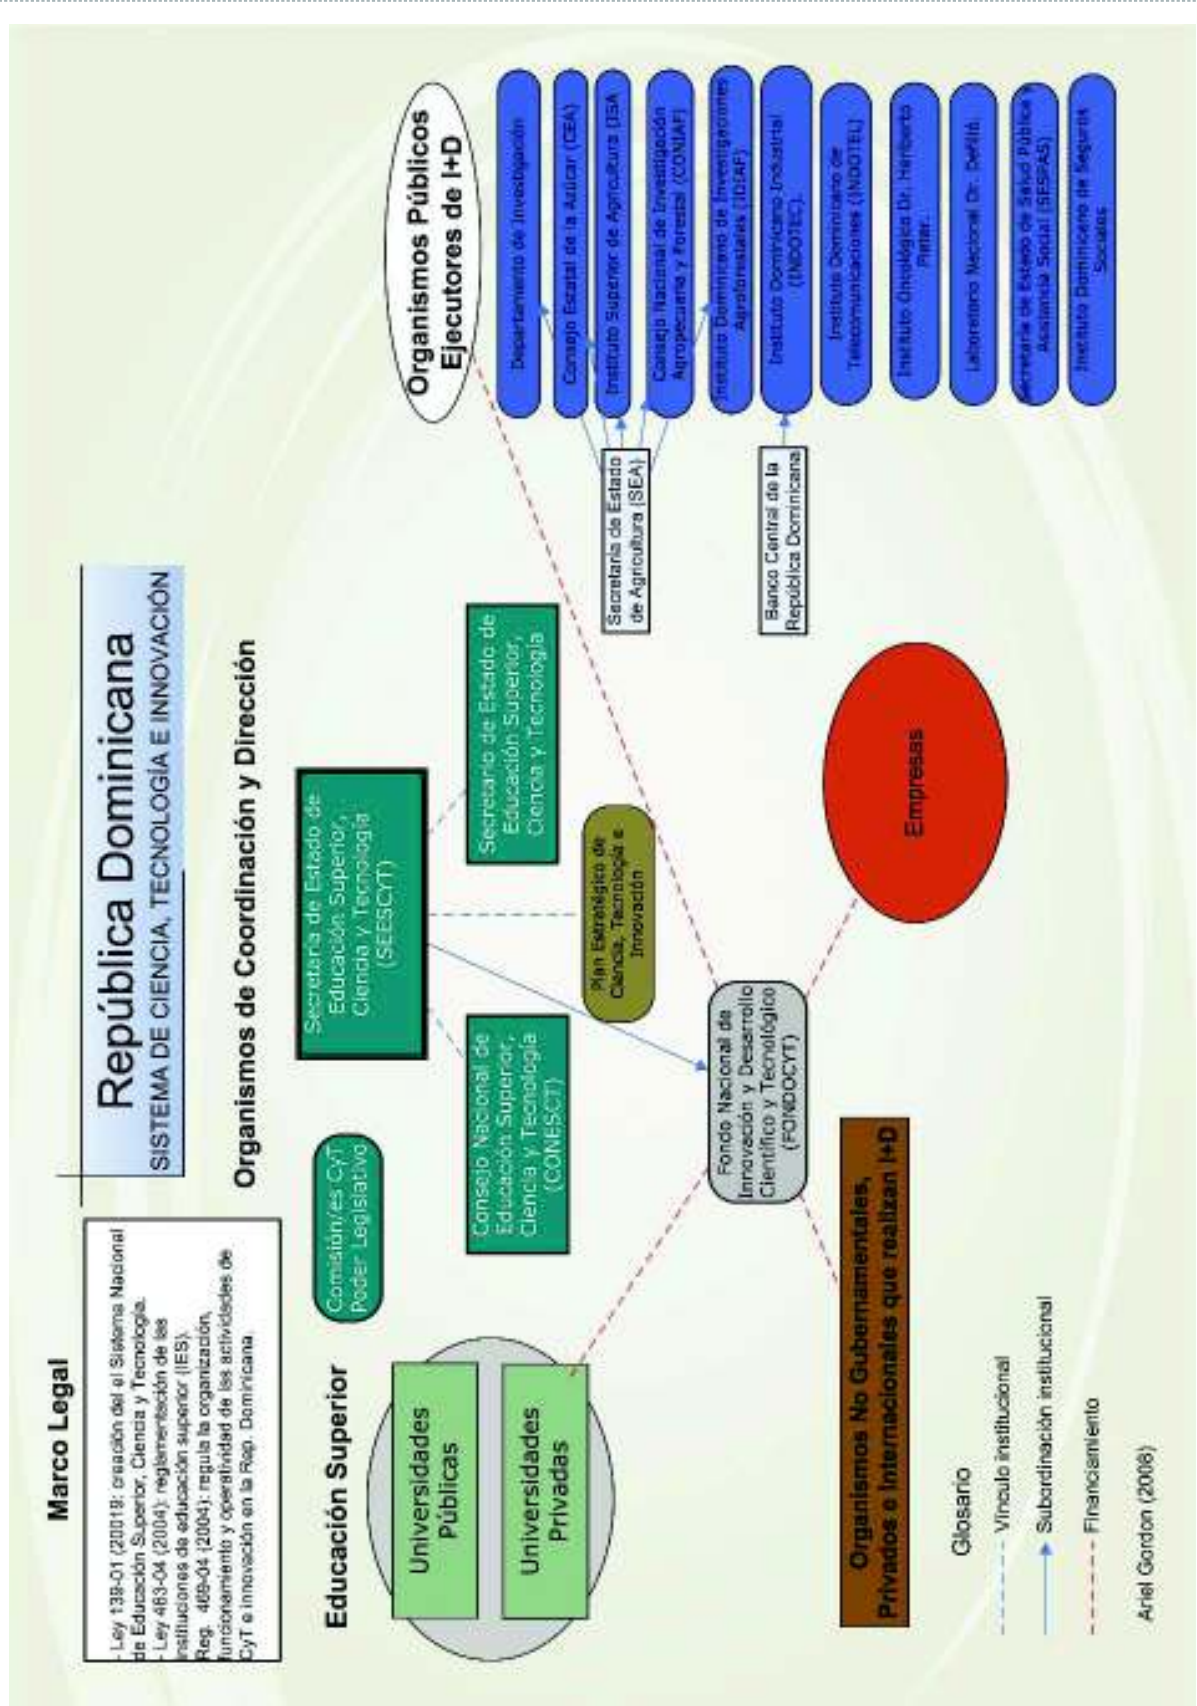 República Dominicana
SISTEMA DE CIENCIA, TECNOLOGÍA E INNOVACIÓN
Marco Legal
- Ley 139-01 (20019: creación del el Sistema Nacional
de Educación Superior, Ciencia y Tecnología.
- Ley 463-04 (2004): reglamentación de las
instituciones de educación superior (IES).
Reg. 469-04 (2004): regula la organización,
funcionamiento y operatividad de las actividades de
CyT e innovación en la Rep. Dominicana.
Organismos de Coordinación y Dirección
Comisión/es CyT
Poder Legislativo
Secretaría de Estado de
Educación Superior,
Ciencia y Tecnología
(SEESCYT)
Consejo Nacional de
Educación Superior,
Ciencia y Tecnología
(CONESCT)
Secretario de Estado de
Educación Superior,
Ciencia y Tecnología
Plan Estratégico de
Ciencia, Tecnología e
Innovación
Educación Superior
Universidades
Públicas
Universidades
Privadas
Fondo Nacional de
Innovación y Desarrollo
Científico y Tecnológico
(FONDOCYT)
Organismos Públicos
Ejecutores de I+D
Departamento de Investigación
Consejo Estatal de la Azúcar (CEA)
Instituto Superior de Agricultura (ISA
Consejo Nacional de Investigación
Agropecuaria y Forestal (CONIAF)
Instituto Dominicano de Investigaciones
Agroforestales (IDIAF)
Instituto Dominicano Industrial
(INDOTEC).
Instituto Dominicano de
Telecomunicaciones (INDOTEL)
Instituto Oncológico Dr. Heriberto
Pieter.
Laboratorio Nacional Dr. Defilló.
Secretaría de Estado de Salud Pública y
Asistencia Social (SESPAS)
Instituto Dominicano de Seguros
Sociales
Secretaría de Estado
de Agricultura (SEA)
Banco Central de la
República Dominicana
Organismos No Gubernamentales,
Privados e Internacionales que realizan I+D
Empresas
Glosario
Vínculo institucional
Subordinación institucional
Financiamiento
Ariel Gordon (2008)